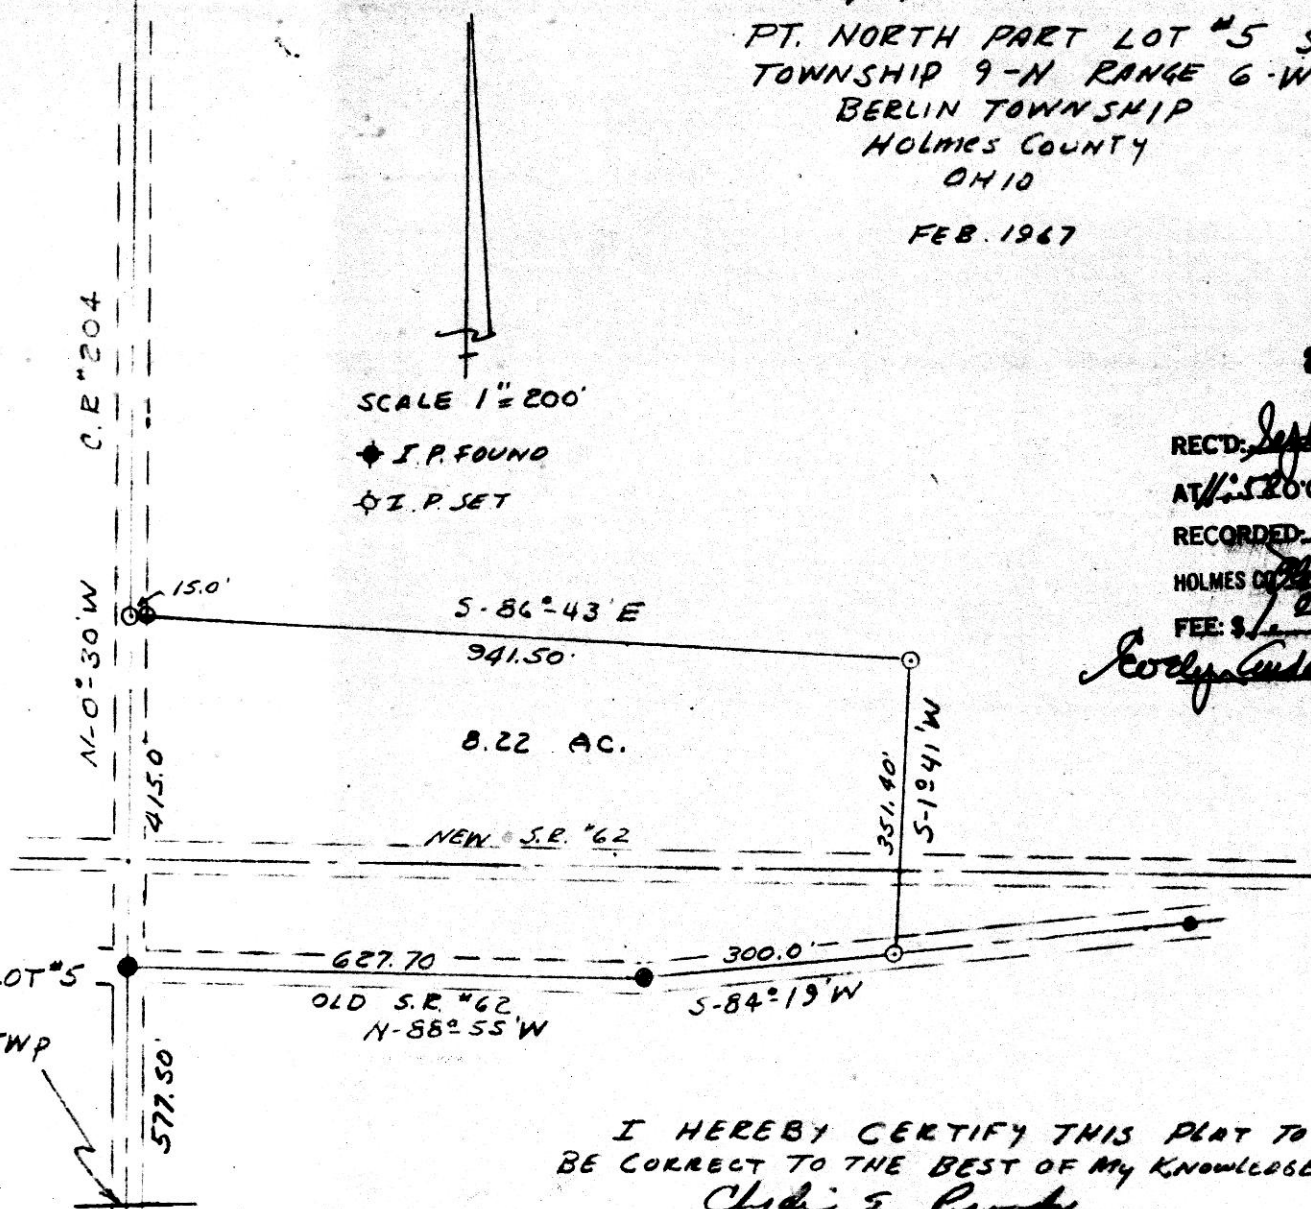 PT. NORTH PART LOT #5 S
TOWNSHIP 9-N RANGE 6-W
BERLIN TOWNSHIP
HOLMES COUNTY
OHIO
FEB. 1967
C.R #204
SCALE 1"=200'
I.P. FOUND
I.P. SET
REC'D:
AT
RECORDED:
HOLMES CO
FEE: $
15.0'
N-0°-30'W
S-86°-43'E
941.50'
8.22 AC.
415.0'
351.40'
S-1°41'W
NEW S.R. #62
LOT #5
627.70
300.0'
OLD S.R. #62
N-88°55'W
S-84°-19'W
TWP
577.50'
I HEREBY CERTIFY THIS PLAT TO
BE CORRECT TO THE BEST OF MY KNOWLEDGE